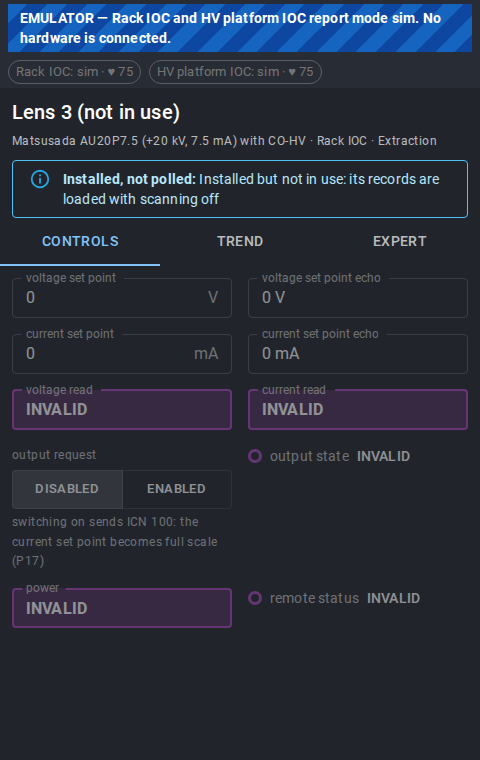 EMULATOR — Rack IOC and HV platform IOC report mode sim. No
hardware is connected.
Rack IOC: sim · ♥ 75
HV platform IOC: sim · ♥ 75
Lens 3 (not in use)
Matsusada AU20P7.5 (+20 kV, 7.5 mA) with CO-HV · Rack IOC · Extraction
Installed, not polled: Installed but not in use: its records are
loaded with scanning off
CONTROLS
TREND
EXPERT
voltage set point
0 V
voltage set point echo
0 V
current set point
0 mA
current set point echo
0 mA
voltage read
INVALID
current read
INVALID
output request
DISABLED
ENABLED
switching on sends ICN 100: the
current set point becomes full scale
(P17)
output state INVALID
power
INVALID
remote status INVALID